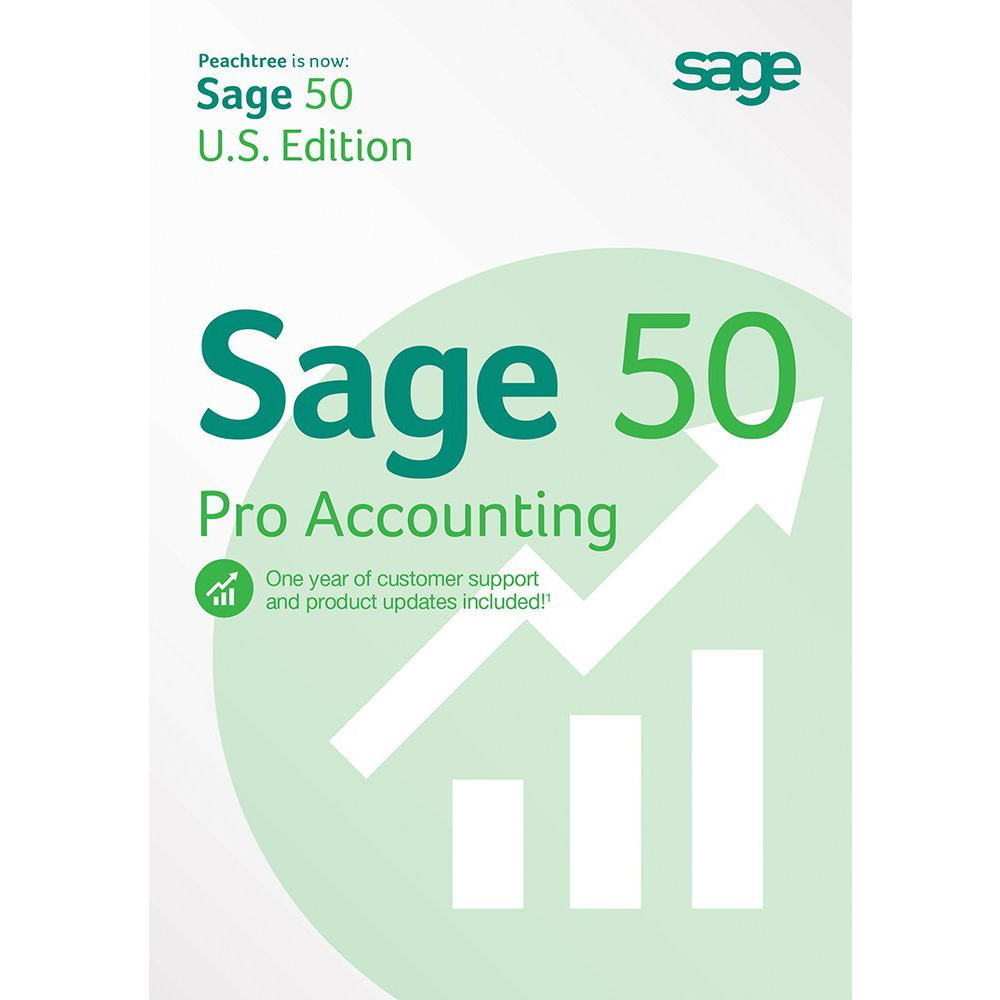 Peachtree is now:
Sage 50
U.S. Edition
sage
Sage 50
Pro Accounting
One year of customer support
and product updates included!¹